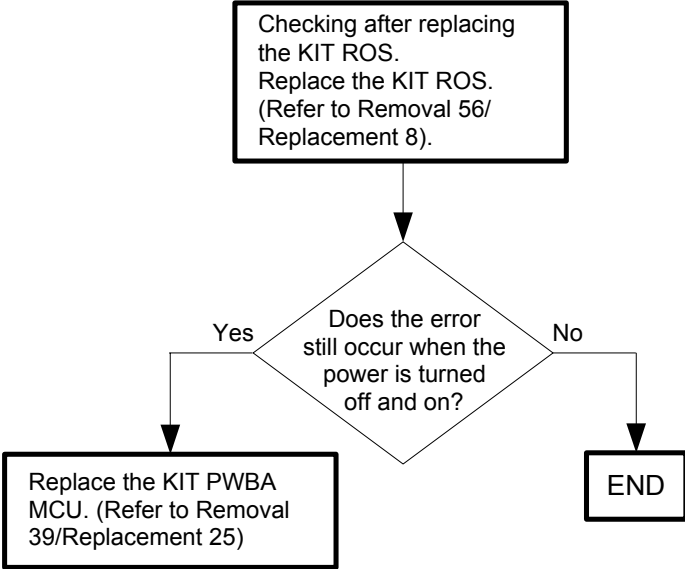 Checking after replacing
the KIT ROS.
Replace the KIT ROS.
(Refer to Removal 56/
Replacement 8).
Does the error
still occur when the
power is turned
off and on?
Yes
No
Replace the KIT PWBA
MCU. (Refer to Removal
39/Replacement 25)
END